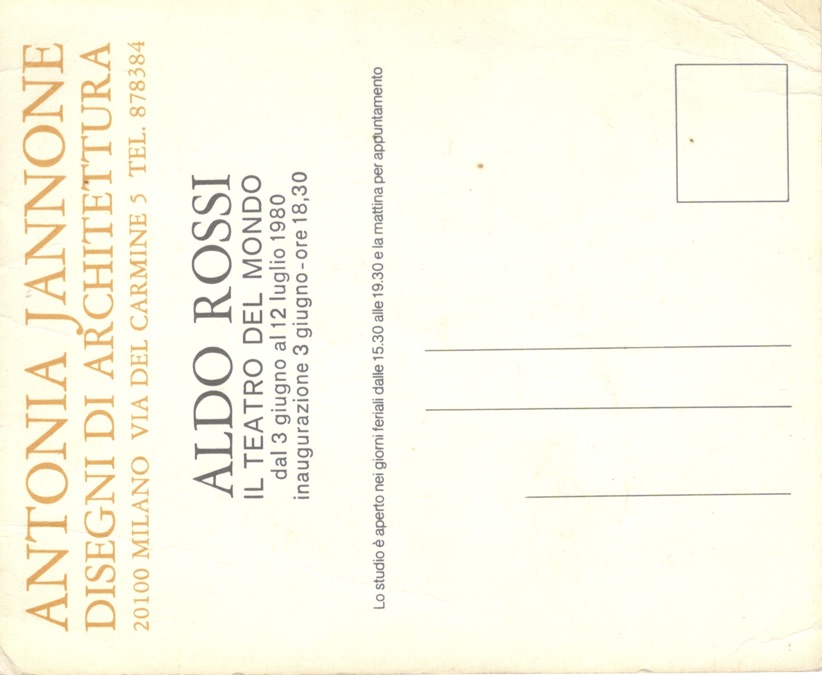 ANTONIA JANNONE
DISEGNI DI ARCHITETTURA
20100 MILANO VIA DEL CARMINE 5 TEL. 878384
ALDO ROSSI
IL TEATRO DEL MONDO
dal 3 giugno al 12 luglio 1980
inaugurazione 3 giugno-ore 18,30
Lo studio è aperto nei giorni feriali dalle 15.30 alle 19.30 e la mattina per appuntamento